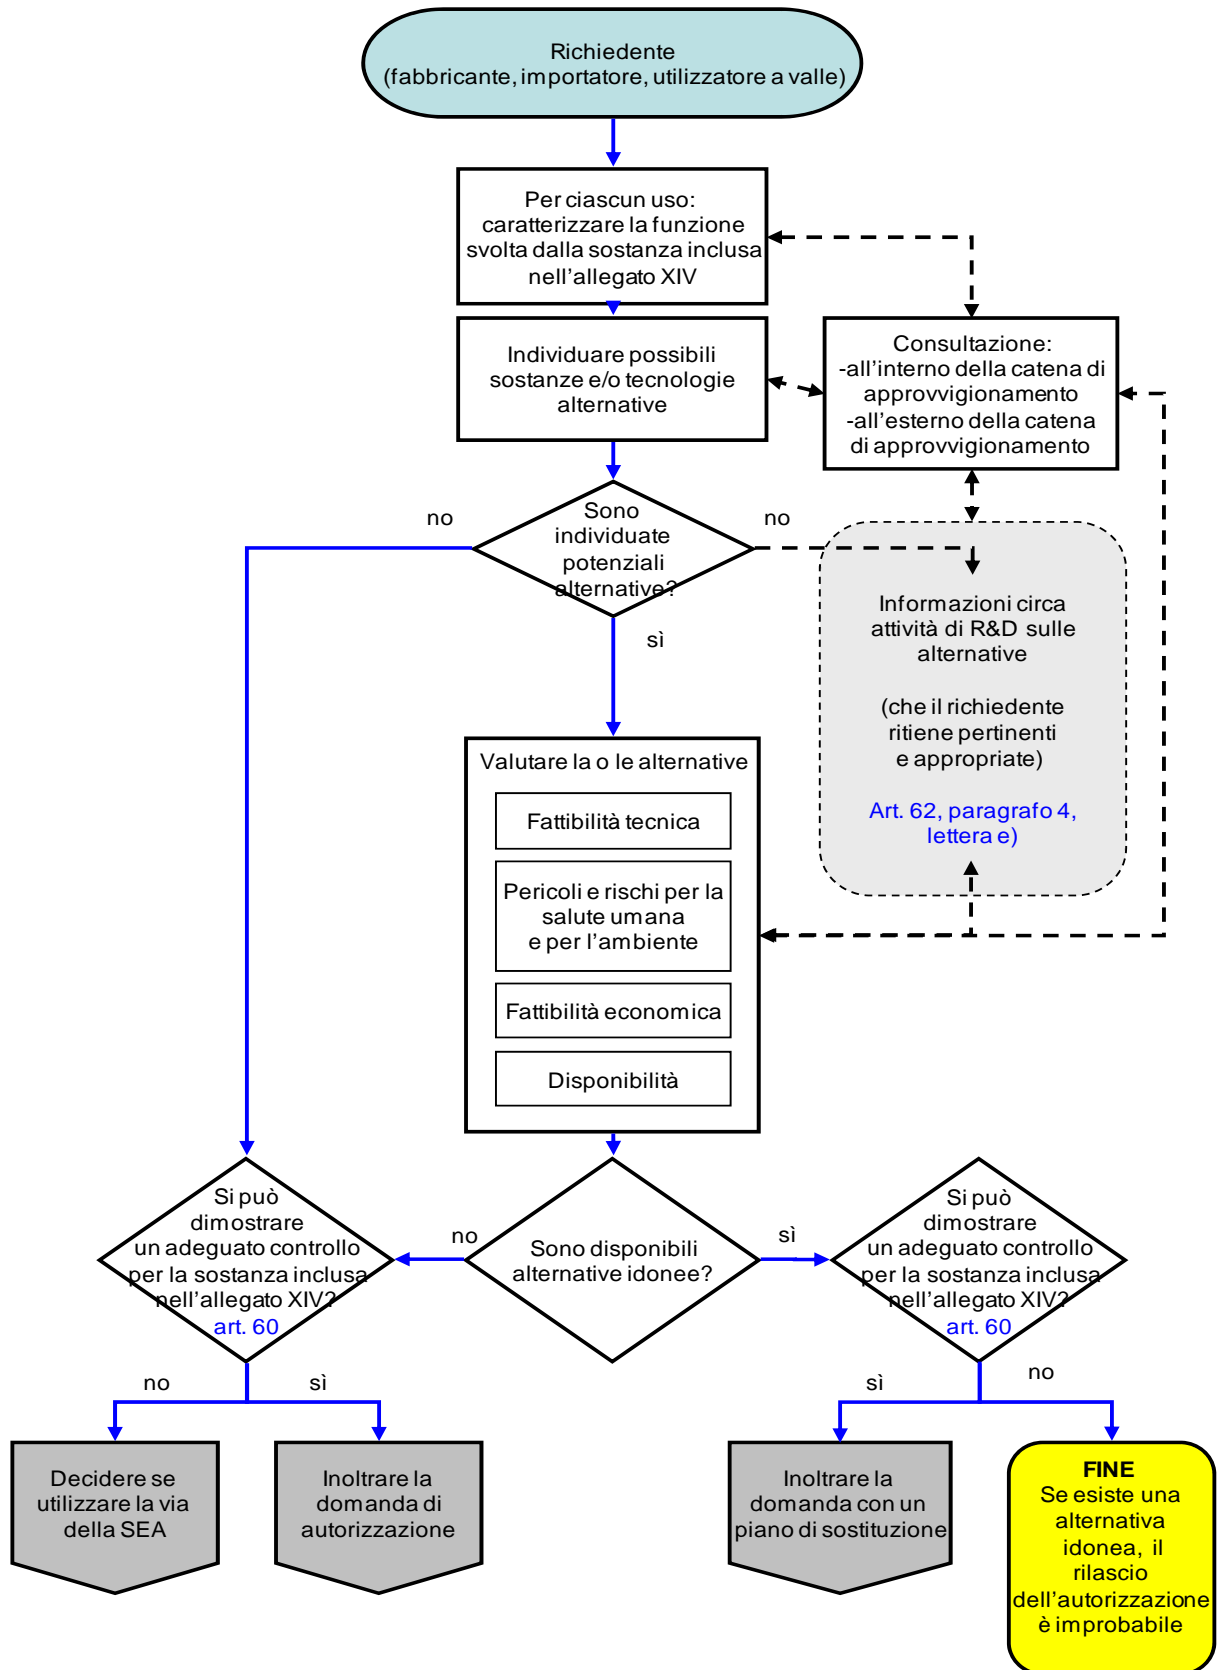 Richiedente
(fabbricante, importatore, utilizzatore a valle)
Per ciascun uso:
caratterizzare la funzione
svolta dalla sostanza inclusa
nell’allegato XIV
Individuare possibili
sostanze e/o tecnologie
alternative
Consultazione:
-all’interno della catena di
approvvigionamento
-all’esterno della catena
di approvvigionamento
no
Sono
individuate
potenziali
alternative?
no
sì
Informazioni circa
attività di R&D sulle
alternative
(che il richiedente
ritiene pertinenti
e appropriate)
Art. 62, paragrafo 4,
lettera e)
Valutare la o le alternative
Fattibilità tecnica
Pericoli e rischi per la
salute umana
e per l’ambiente
Fattibilità economica
Disponibilità
Si può
dimostrare
un adeguato controllo
per la sostanza inclusa
nell’allegato XIV?
art. 60
no
Sono disponibili
alternative idonee?
sì
Si può
dimostrare
un adeguato controllo
per la sostanza inclusa
nell’allegato XIV?
art. 60
no
sì
sì
no
Decidere se
utilizzare la via
della SEA
Inoltrare la
domanda di
autorizzazione
Inoltrare la
domanda con un
piano di sostituzione
FINE
Se esiste una
alternativa
idonea, il
rilascio
dell’autorizzazione
è improbabile